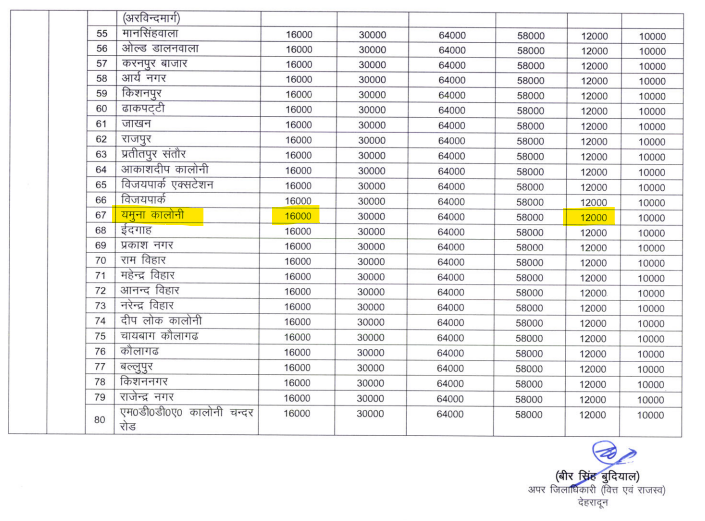 (अरविन्दमार्ग)
55 मानसिंहवाला 16000 30000 64000 58000 12000 10000
56 ओल्ड डालनवाला 16000 30000 64000 58000 12000 10000
57 करनपुर बाजार 16000 30000 64000 58000 12000 10000
58 आर्य नगर 16000 30000 64000 58000 12000 10000
59 किशनपुर 16000 30000 64000 58000 12000 10000
60 ढाकपट्टी 16000 30000 64000 58000 12000 10000
61 जाखन 16000 30000 64000 58000 12000 10000
62 राजपुर 16000 30000 64000 58000 12000 10000
63 प्रतीतपुर संतौर 16000 30000 64000 58000 12000 10000
64 आकाशदीप कालोनी 16000 30000 64000 58000 12000 10000
65 विजयपार्क एक्सटेशन 16000 30000 64000 58000 12000 10000
66 विजयपार्क 16000 30000 64000 58000 12000 10000
67 यमुना कालोनी 16000 30000 64000 58000 12000 10000
68 ईदगाह 16000 30000 64000 58000 12000 10000
69 प्रकाश नगर 16000 30000 64000 58000 12000 10000
70 राम विहार 16000 30000 64000 58000 12000 10000
71 महेन्द्र विहार 16000 30000 64000 58000 12000 10000
72 आनन्द विहार 16000 30000 64000 58000 12000 10000
73 नरेन्द्र विहार 16000 30000 64000 58000 12000 10000
74 दीप लोक कालोनी 16000 30000 64000 58000 12000 10000
75 चायबाग कौलागढ 16000 30000 64000 58000 12000 10000
76 कौलागढ 16000 30000 64000 58000 12000 10000
77 बल्लुपुर 16000 30000 64000 58000 12000 10000
78 किशननगर 16000 30000 64000 58000 12000 10000
79 राजेन्द्र नगर 16000 30000 64000 58000 12000 10000
80 एम0डी0डी0ए0 कालोनी चन्दर 16000 30000 64000 58000 12000 10000
रोड
(बीर सिंह बुदियाल)
अपर जिलाधिकारी (वित्त एवं राजस्व)
देहरादून